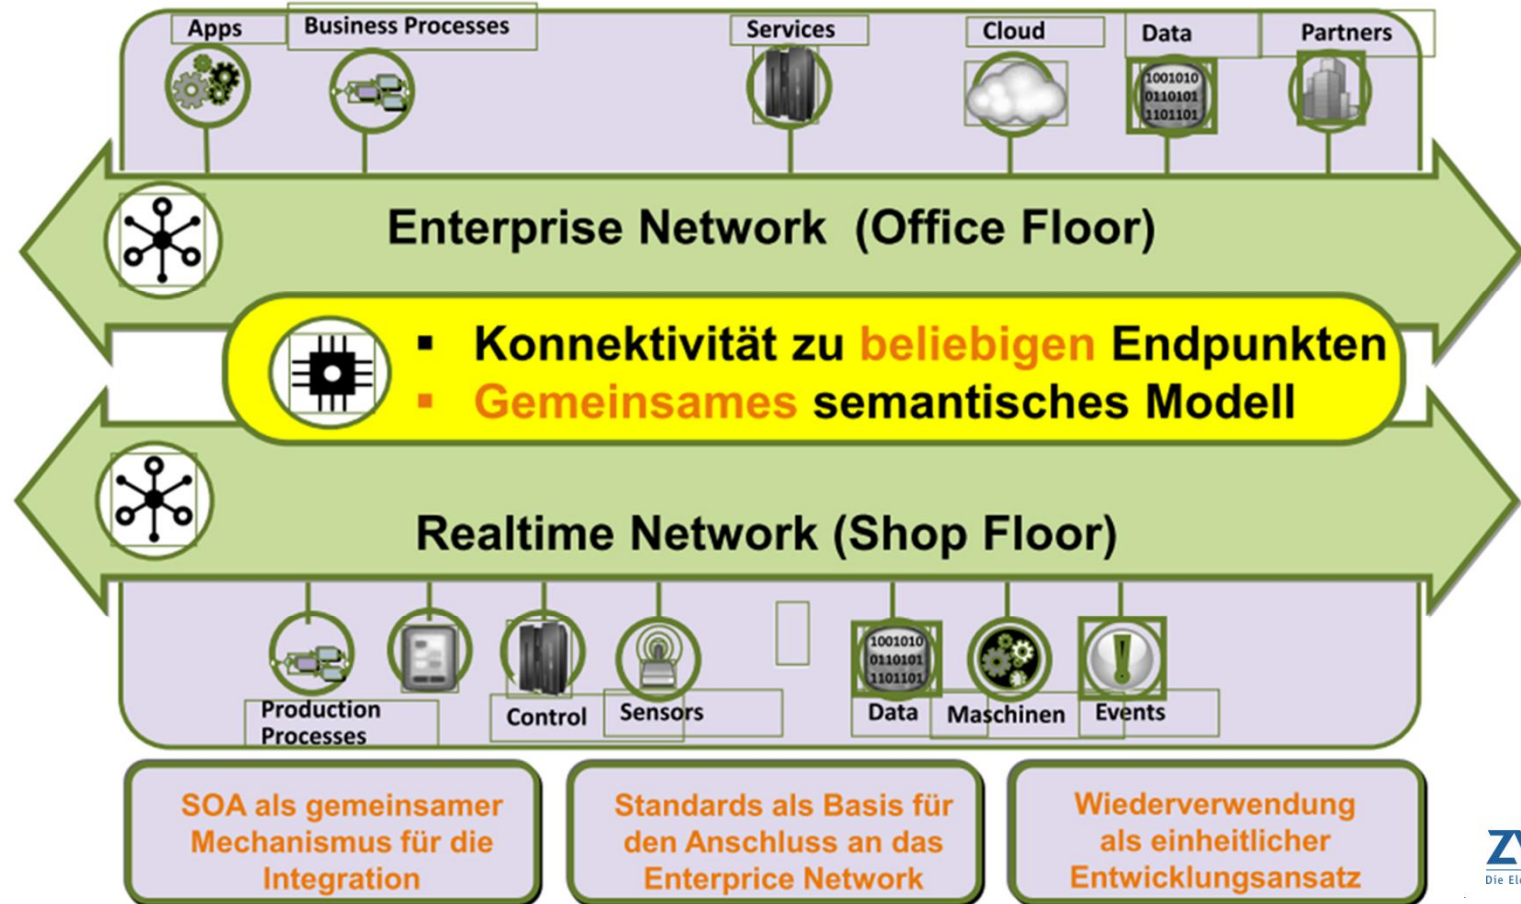 Apps
Business Processes
Services
Cloud
Data
Partners
1001010
0110101
1101101
Enterprise Network (Office Floor)
▪ Konnektivität zu beliebigen Endpunkten
▪ Gemeinsames semantisches Modell
Realtime Network (Shop Floor)
1001010
0110101
1101101
Production
Processes
Control
Sensors
Data
Maschinen
Events
SOA als gemeinsamer
Mechanismus für die
Integration
Standards als Basis für
den Anschluss an das
Enterprice Network
Wiederverwendung
als einheitlicher
Entwicklungsansatz
Die